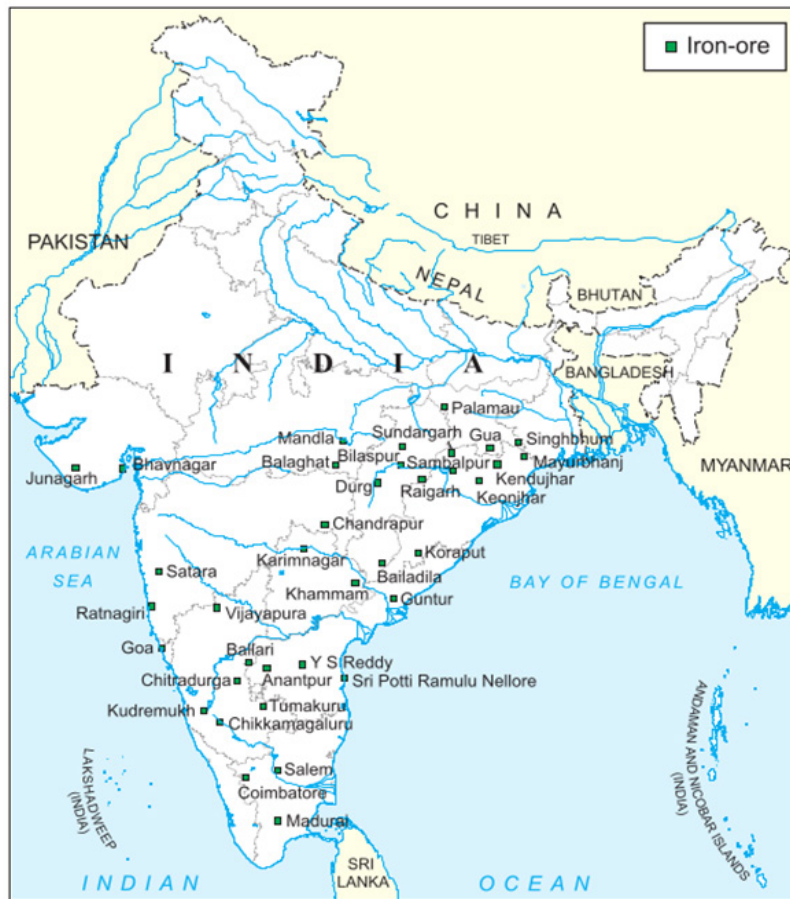 Iron-ore
CHINA
PAKISTAN
TIBET
NEPAL
BHUTAN
INDIA
BANGLADESH
Palamau
Mandla
Sundargarh
Gua
Singhbhum
Bilaspur
Balaghat
Sambalpur
Mayurbhanj
MYANMAR
Junagarh
Bhavnagar
Durg
Raigarh
Kendujhar
Keonjhar
Chandrapur
ARABIAN
SEA
Karimnagar
Koraput
Satara
Bailadila
BAY OF BENGAL
Khammam
Guntur
Ratnagiri
Vijayapura
Goa
Ballari
Y S Reddy
Chitradurga
Anantpur
Sri Potti Ramulu Nellore
Kudremukh
Tumakuru
Chikkamagaluru
LAKSHADWEEP
(INDIA)
ANDAMAN AND NICOBAR ISLANDS
(INDIA)
Salem
Coimbatore
Madurai
SRI
LANKA
INDIAN OCEAN